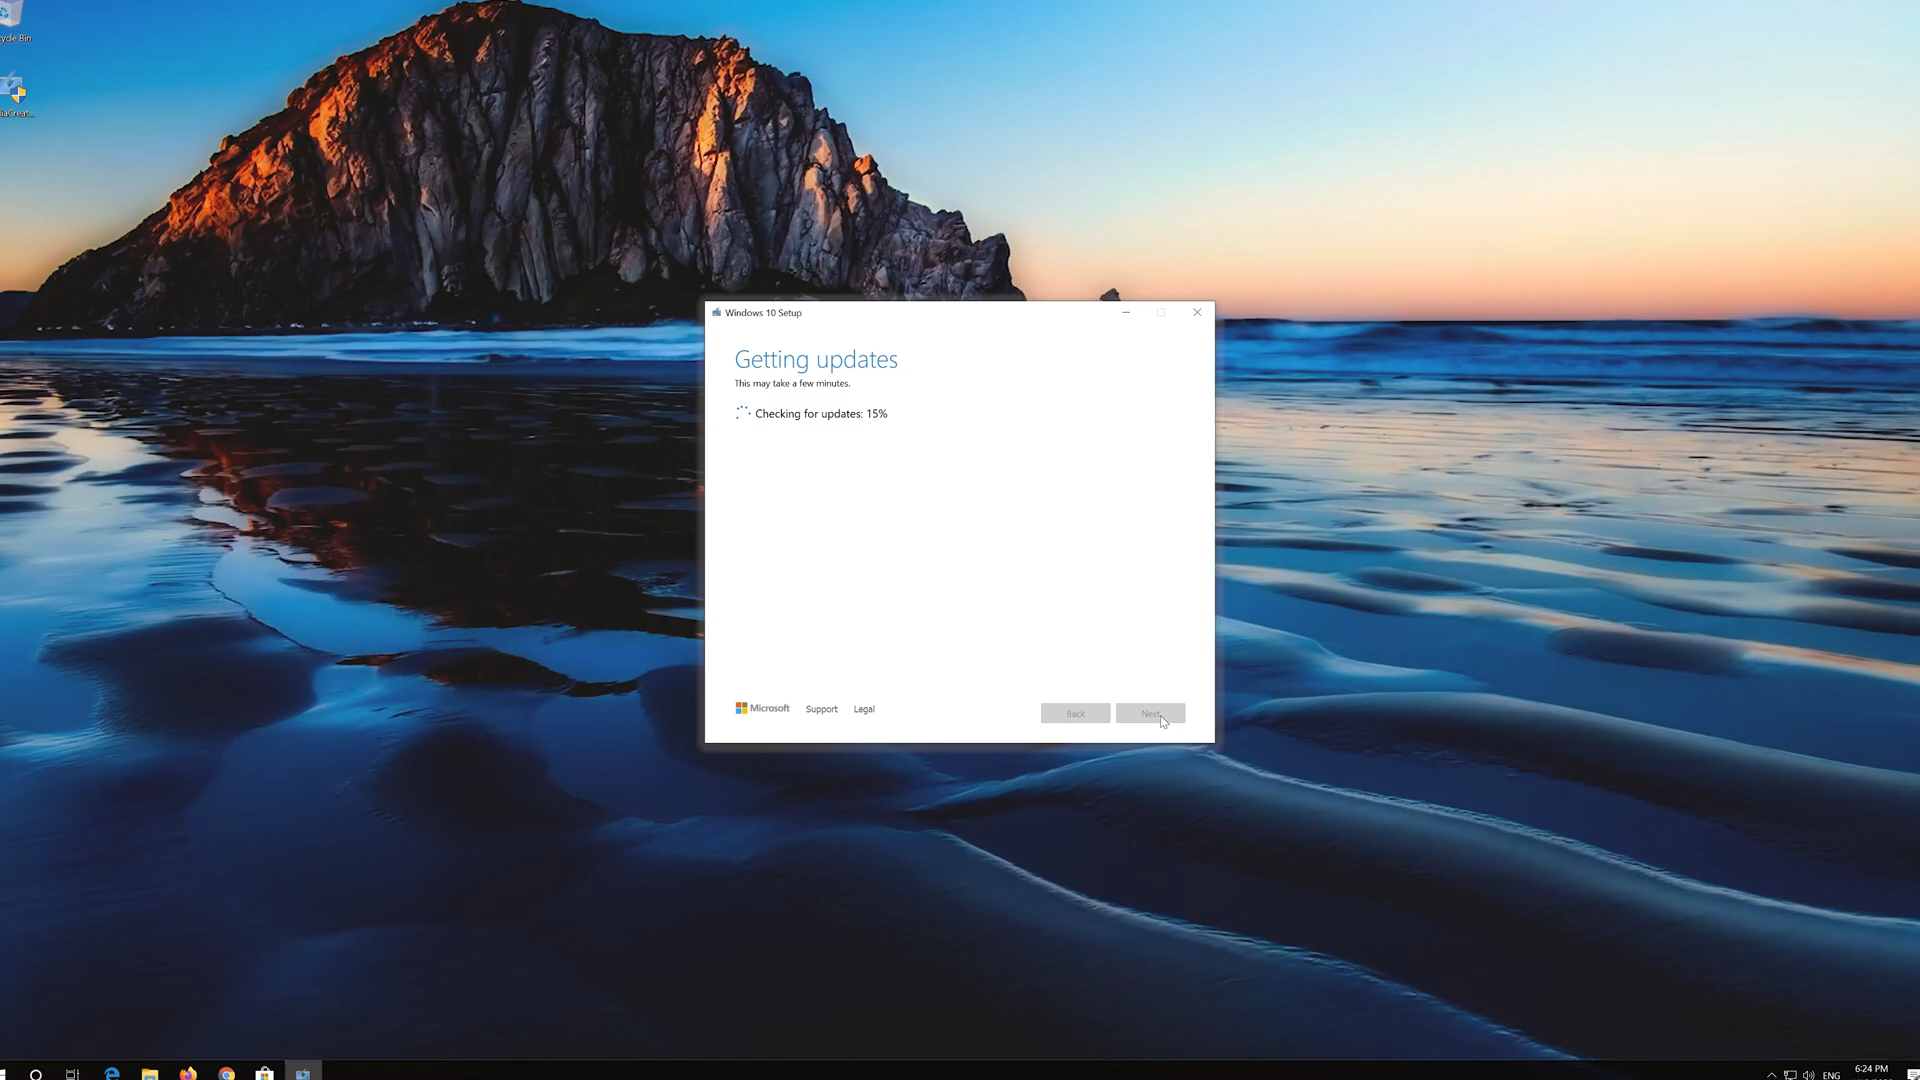 ycle Bin
iaCreat...
Windows 10 Setup
Getting updates
This may take a few minutes.
Checking for updates: 15%
Microsoft Support Legal
Back Next
ENG
6:24 PM